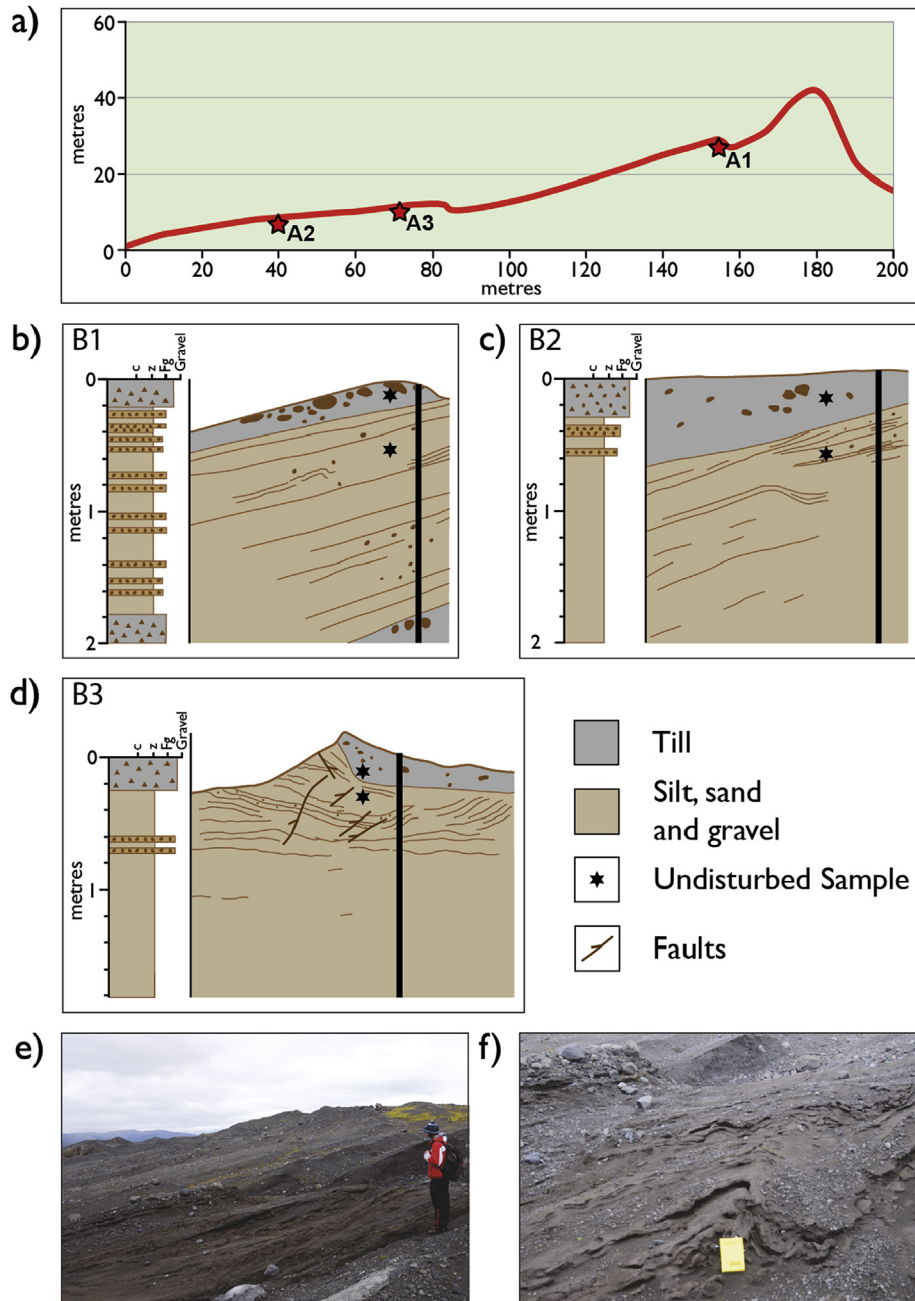 a)
60
40
20
0
metres
A1
A2
A3
0 20 40 60 80 100 120 140 160 180 200
metres
b)
B1
c
z
Fg
Gravel
0
1
2
metres
c)
B2
c
z
Fg
Gravel
0
1
2
metres
d)
B3
c
z
Fg
Gravel
0
1
metres
Till
Silt, sand
and gravel
Undisturbed Sample
Faults
e)
f)